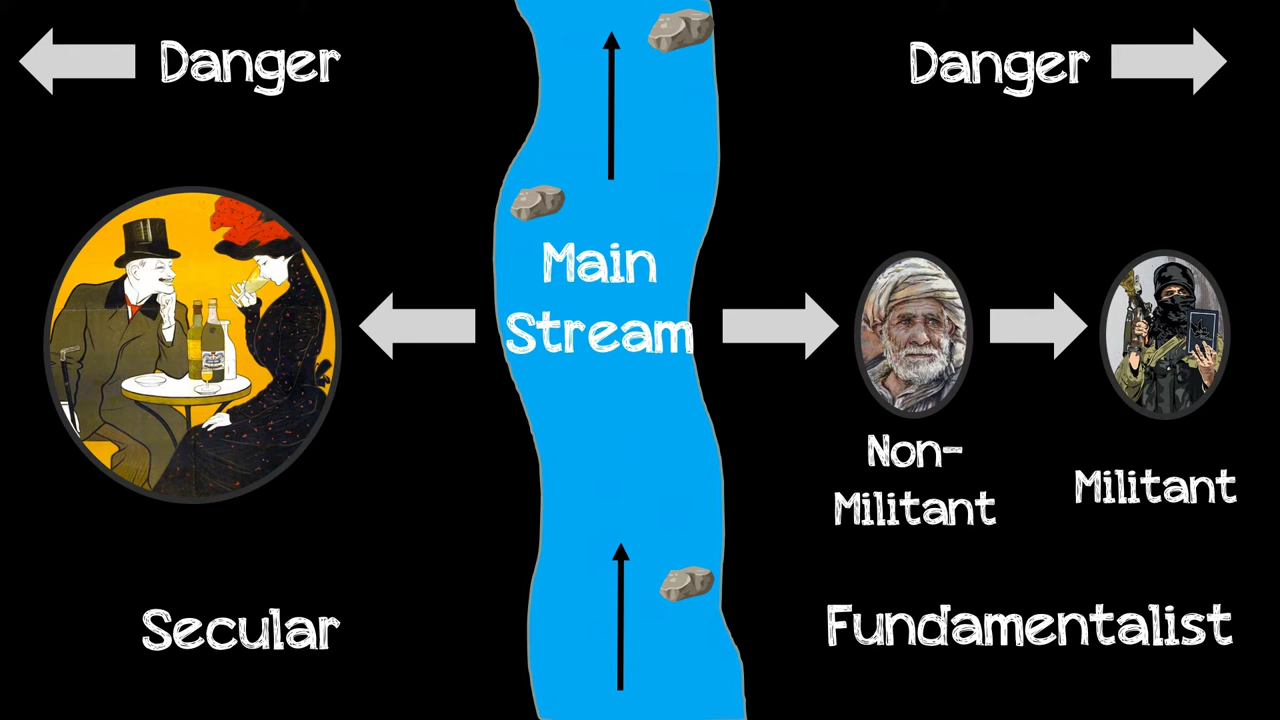 Danger
Danger
Main
Stream
Non-
Militant
Militant
Secular
Fundamentalist